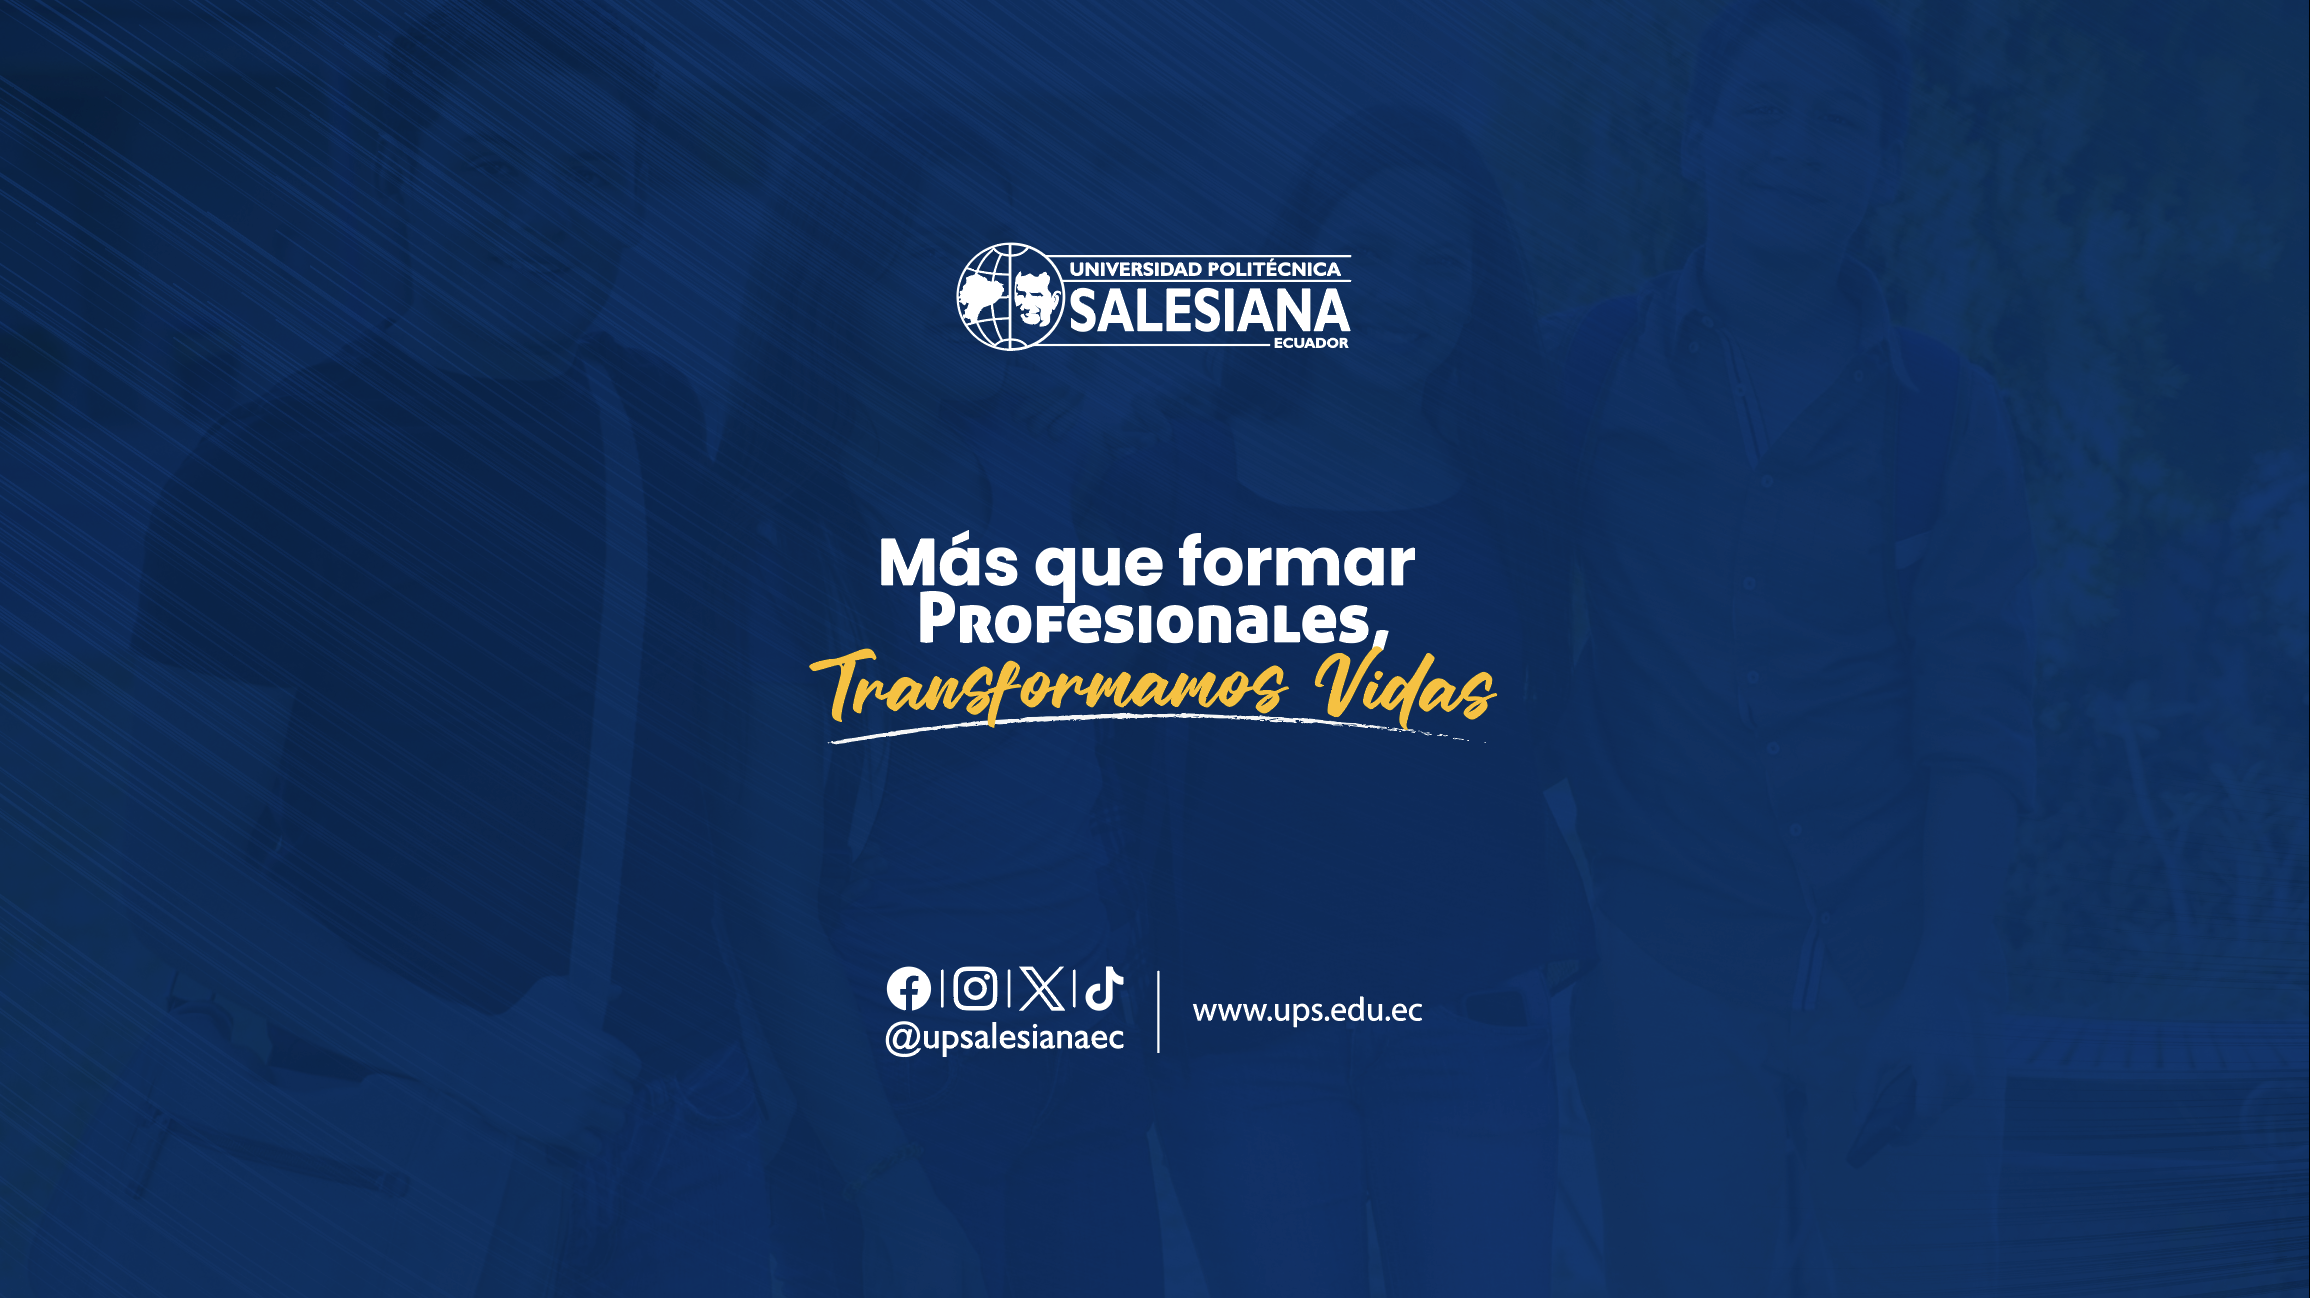 UNIVERSIDAD POLITÉCNICA
SALESIANA
ECUADOR
Más que formar
Profesionales,
Transformamos Vidas
@upsalesianaec
www.ups.edu.ec